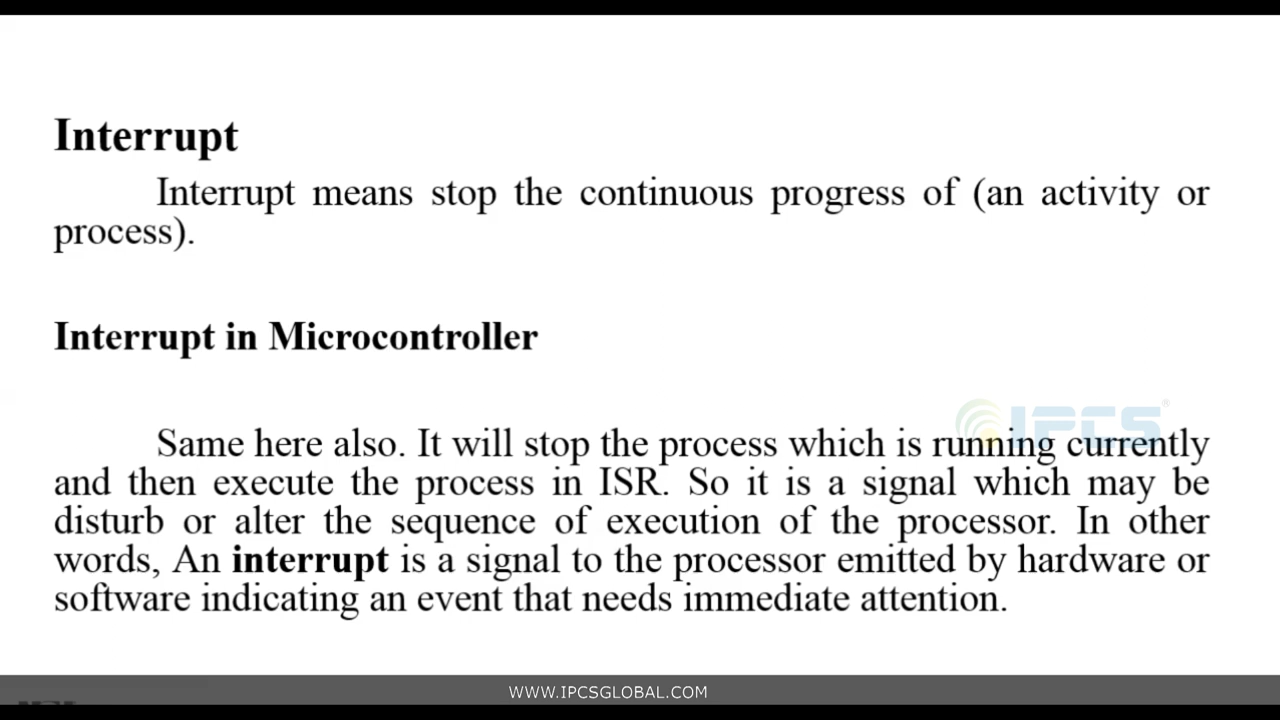 Interrupt
Interrupt means stop the continuous progress of (an activity or
process).
Interrupt in Microcontroller
IPCS®
Same here also. It will stop the process which is running currently
and then execute the process in ISR. So it is a signal which may be
disturb or alter the sequence of execution of the processor. In other
words, An interrupt is a signal to the processor emitted by hardware or
software indicating an event that needs immediate attention.
WWW.IPCSGLOBAL.COM